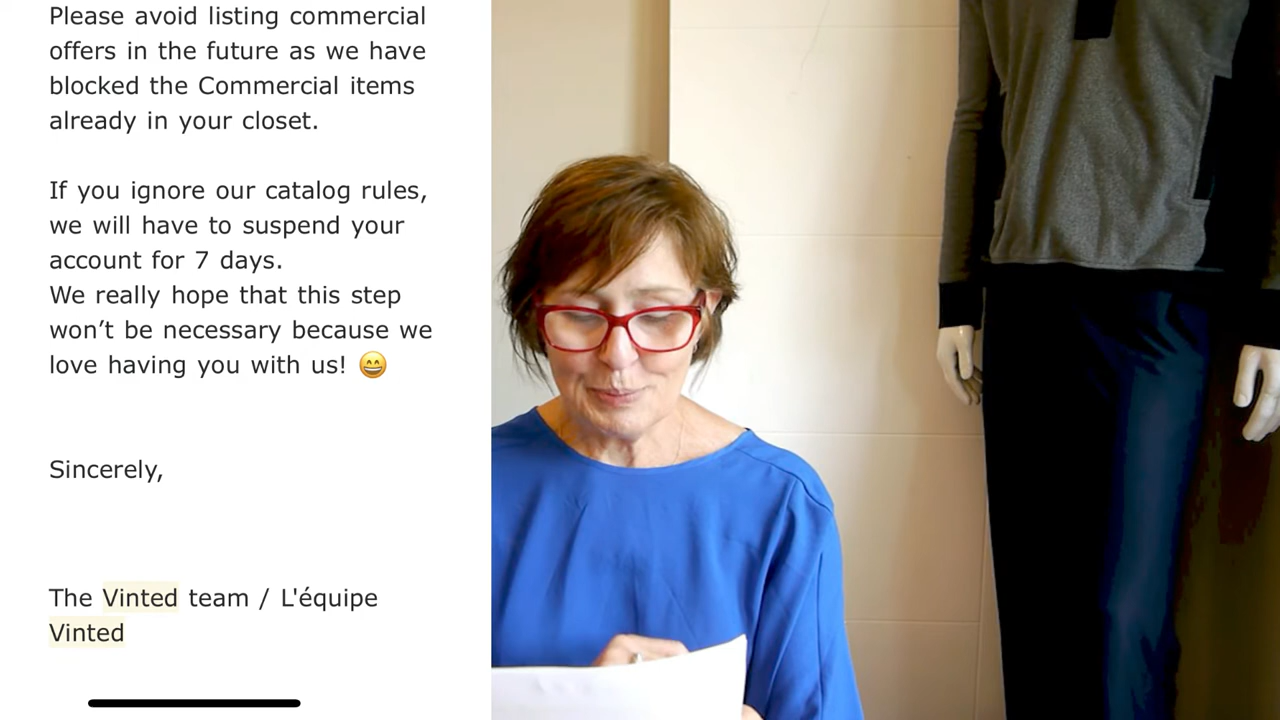 Please avoid listing commercial
offers in the future as we have
blocked the Commercial items
already in your closet.
If you ignore our catalog rules,
we will have to suspend your
account for 7 days.
We really hope that this step
won’t be necessary because we
love having you with us! 😄
Sincerely,
The Vinted team / L'équipe
Vinted